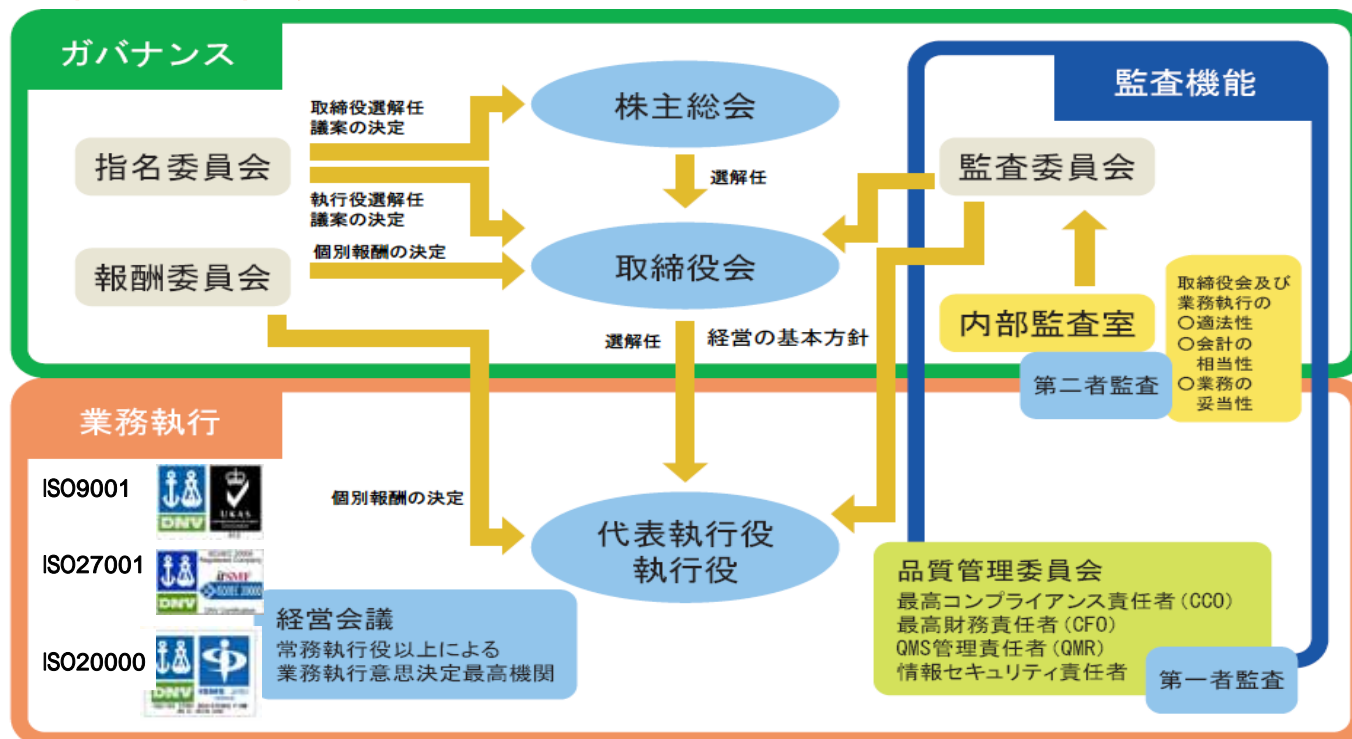 ガバナンス
監査機能
取締役選解任
議案の決定
株主総会
指名委員会
選解任
監査委員会
執行役選解任
議案の決定
個別報酬の決定
報酬委員会
取締役会
内部監査室
取締役会及び
業務執行の
○適法性
○会計の
相当性
○業務の
妥当性
選解任
経営の基本方針
第二者監査
業務執行
ISO9001
DNV
UKAS
個別報酬の決定
代表執行役
執行役
ISO27001
itSMF
ISO/IEC 20000
DNV
ISO20000
DNV
経営会議
常務執行役以上による
業務執行意思決定最高機関
品質管理委員会
最高コンプライアンス責任者(CCO)
最高財務責任者(CFO)
QMS管理責任者(QMR)
情報セキュリティ責任者
第一者監査